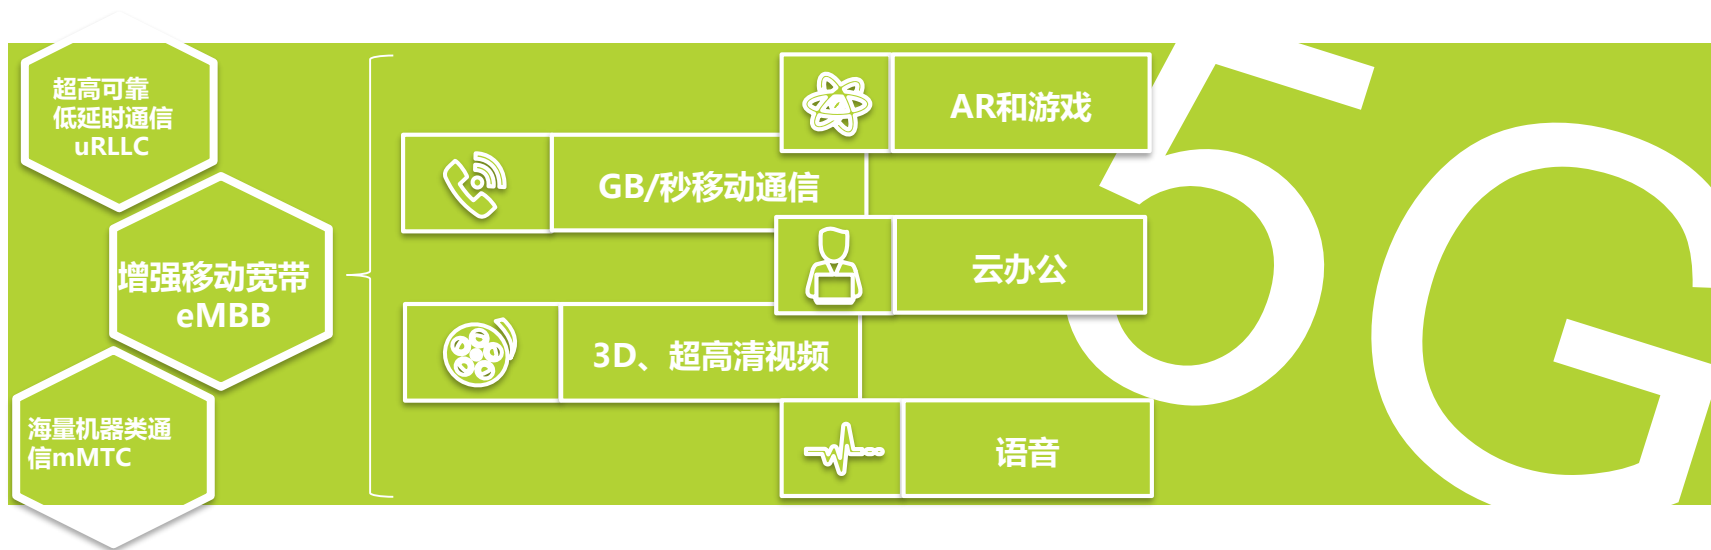 超高可靠
低延时通信
uRLLC
增强移动宽带
eMBB
海量机器类通
信mMTC
AR和游戏
GB/秒移动通信
云办公
3D、超高清视频
语音
5G